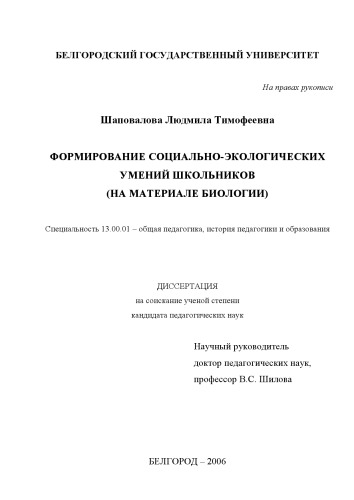 БЕЛГОРОДСКИЙ ГОСУДАРСТВЕННЫЙ УНИВЕРСИТЕТ
На правах рукописи
Шаповалова Людмила Тимофеевна
ФОРМИРОВАНИЕ СОЦИАЛЬНО-ЭКОЛОГИЧЕСКИХ
УМЕНИЙ ШКОЛЬНИКОВ
(НА МАТЕРИАЛЕ БИОЛОГИИ)
Специальность 13.00.01 – общая педагогика, история педагогики и образования
ДИССЕРТАЦИЯ
на соискание ученой степени
кандидата педагогических наук
Научный руководитель
доктор педагогических наук,
профессор В.С. Шилова
БЕЛГОРОД – 2006